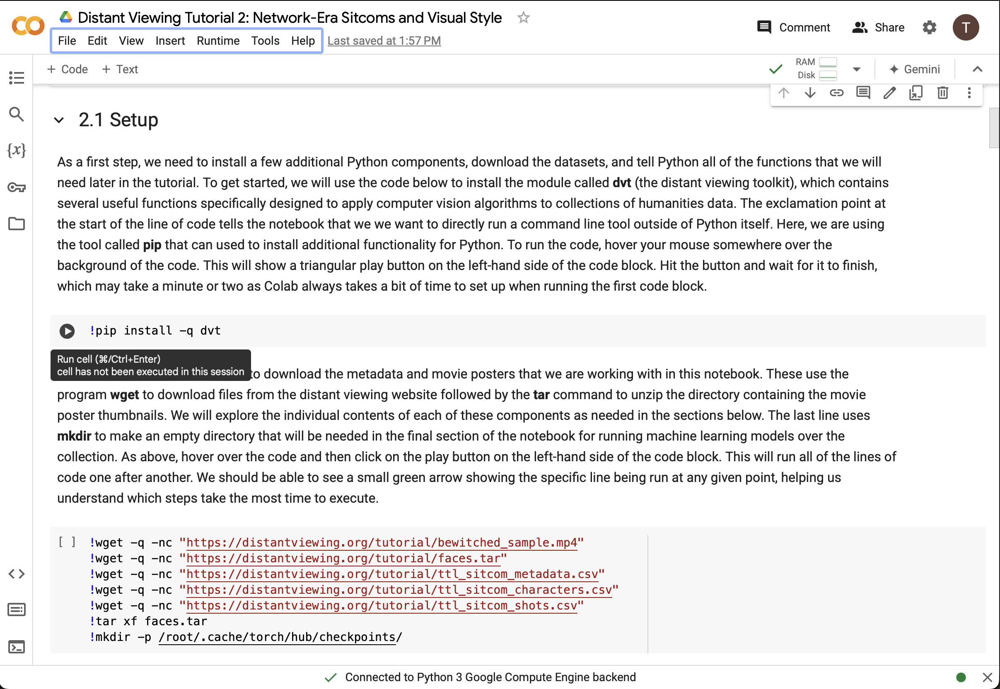 Distant Viewing Tutorial 2: Network-Era Sitcoms and Visual Style
Comment
Share
T
File Edit View Insert Runtime Tools Help Last saved at 1:57 PM
+ Code + Text
RAM
Disk
Gemini
2.1 Setup
As a first step, we need to install a few additional Python components, download the datasets, and tell Python all of the functions that we will
need later in the tutorial. To get started, we will use the code below to install the module called dvt (the distant viewing toolkit), which contains
several useful functions specifically designed to apply computer vision algorithms to collections of humanities data. The exclamation point at
the start of the line of code tells the notebook that we we want to directly run a command line tool outside of Python itself. Here, we are using
the tool called pip that can used to install additional functionality for Python. To run the code, hover your mouse somewhere over the
background of the code. This will show a triangular play button on the left-hand side of the code block. Hit the button and wait for it to finish,
which may take a minute or two as Colab always takes a bit of time to set up when running the first code block.
!pip install -q dvt
Run cell (⌘/Ctrl+Enter)
cell has not been executed in this session
to download the metadata and movie posters that we are working with in this notebook. These use the
program wget to download files from the distant viewing website followed by the tar command to unzip the directory containing the movie
poster thumbnails. We will explore the individual contents of each of these components as needed in the sections below. The last line uses
mkdir to make an empty directory that will be needed in the final section of the notebook for running machine learning models over the
collection. As above, hover over the code and then click on the play button on the left-hand side of the code block. This will run all of the lines of
code one after another. We should be able to see a small green arrow showing the specific line being run at any given point, helping us
understand which steps take the most time to execute.
[ ] !wget -q -nc "https://distantviewing.org/tutorial/bewitched_sample.mp4"
!wget -q -nc "https://distantviewing.org/tutorial/faces.tar"
!wget -q -nc "https://distantviewing.org/tutorial/ttl_sitcom_metadata.csv"
!wget -q -nc "https://distantviewing.org/tutorial/ttl_sitcom_characters.csv"
!wget -q -nc "https://distantviewing.org/tutorial/ttl_sitcom_shots.csv"
!tar xf faces.tar
!mkdir -p /root/.cache/torch/hub/checkpoints/
Connected to Python 3 Google Compute Engine backend